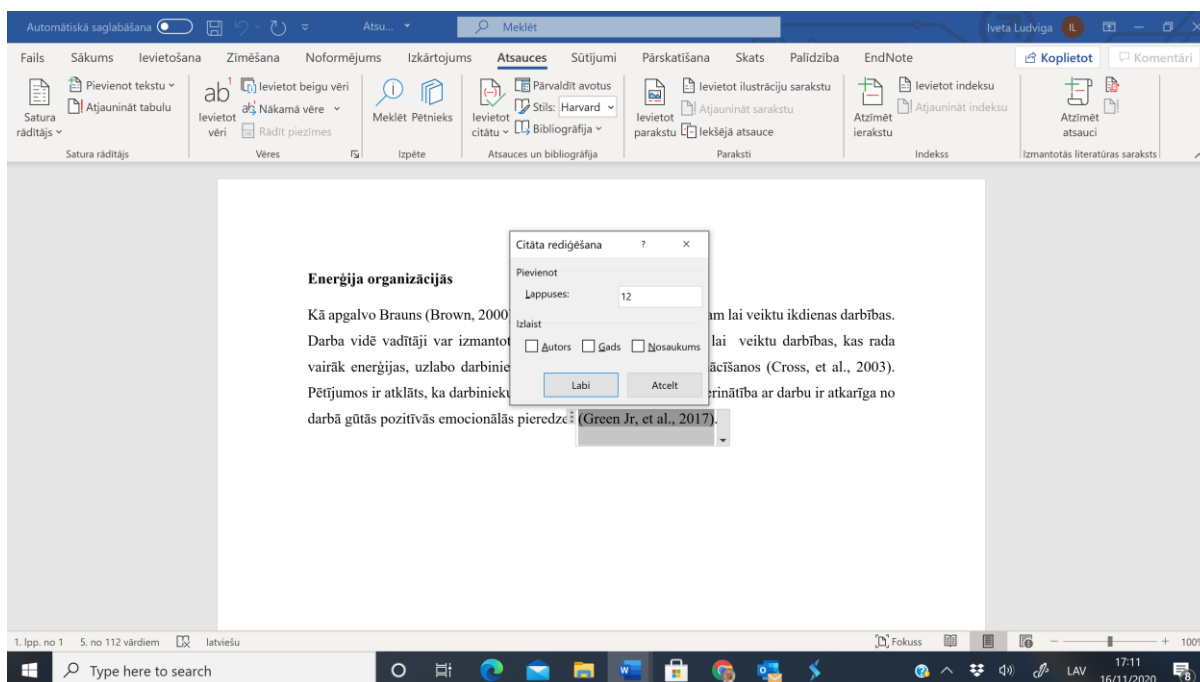 Automātiskā saglabāšana Atsu... Meklēt Iveta Ludviga IL
Fails Sākums Ievietošana Zīmēšana Noformējums Izkārtojums Atsauces Sūtījumi Pārskatīšana Skats Palīdzība EndNote Koplietot Komentāri
Satura rādītājs
Pievienot tekstu
Atjaunināt tabulu
Satura rādītājs
ab1
Ievietot vēri
Ievietot beigu vēri
Nākamā vēre
Rādīt piezīmes
Vēres
Meklēt Pētnieks
Izpēte
Ievietot citātu
Pārvaldīt avotus
Stils: Harvard
Bibliogrāfija
Atsauces un bibliogrāfija
Ievietot parakstu
Ievietot ilustrāciju sarakstu
Atjaunināt sarakstu
Iekšējā atsauce
Paraksti
Atzīmēt ierakstu
Ievietot indeksu
Atjaunināt indeksu
Indekss
Atzīmēt atsauci
Izmantotās literatūras saraksts
Citāta rediģēšana ? ×
Pievienot
Lappuses: 12
Izlaist
Autors Gads Nosaukums
Labi Atcelt
Enerģija organizācijās
Kā apgalvo Brauns (Brown, 2000 am lai veiktu ikdienas darbības.
Darba vidē vadītāji var izmantot lai veiktu darbības, kas rada
vairāk enerģijas, uzlabo darbinie ācīšanos (Cross, et al., 2003).
Pētījumos ir atklāts, ka darbinieku erinātība ar darbu ir atkarīga no
darbā gūtās pozitīvās emocionālās pieredze (Green Jr, et al., 2017).
1. lpp. no 1 5. no 112 vārdiem latviešu Fokuss 100%
Type here to search LAV 17:11
16/11/2020 8